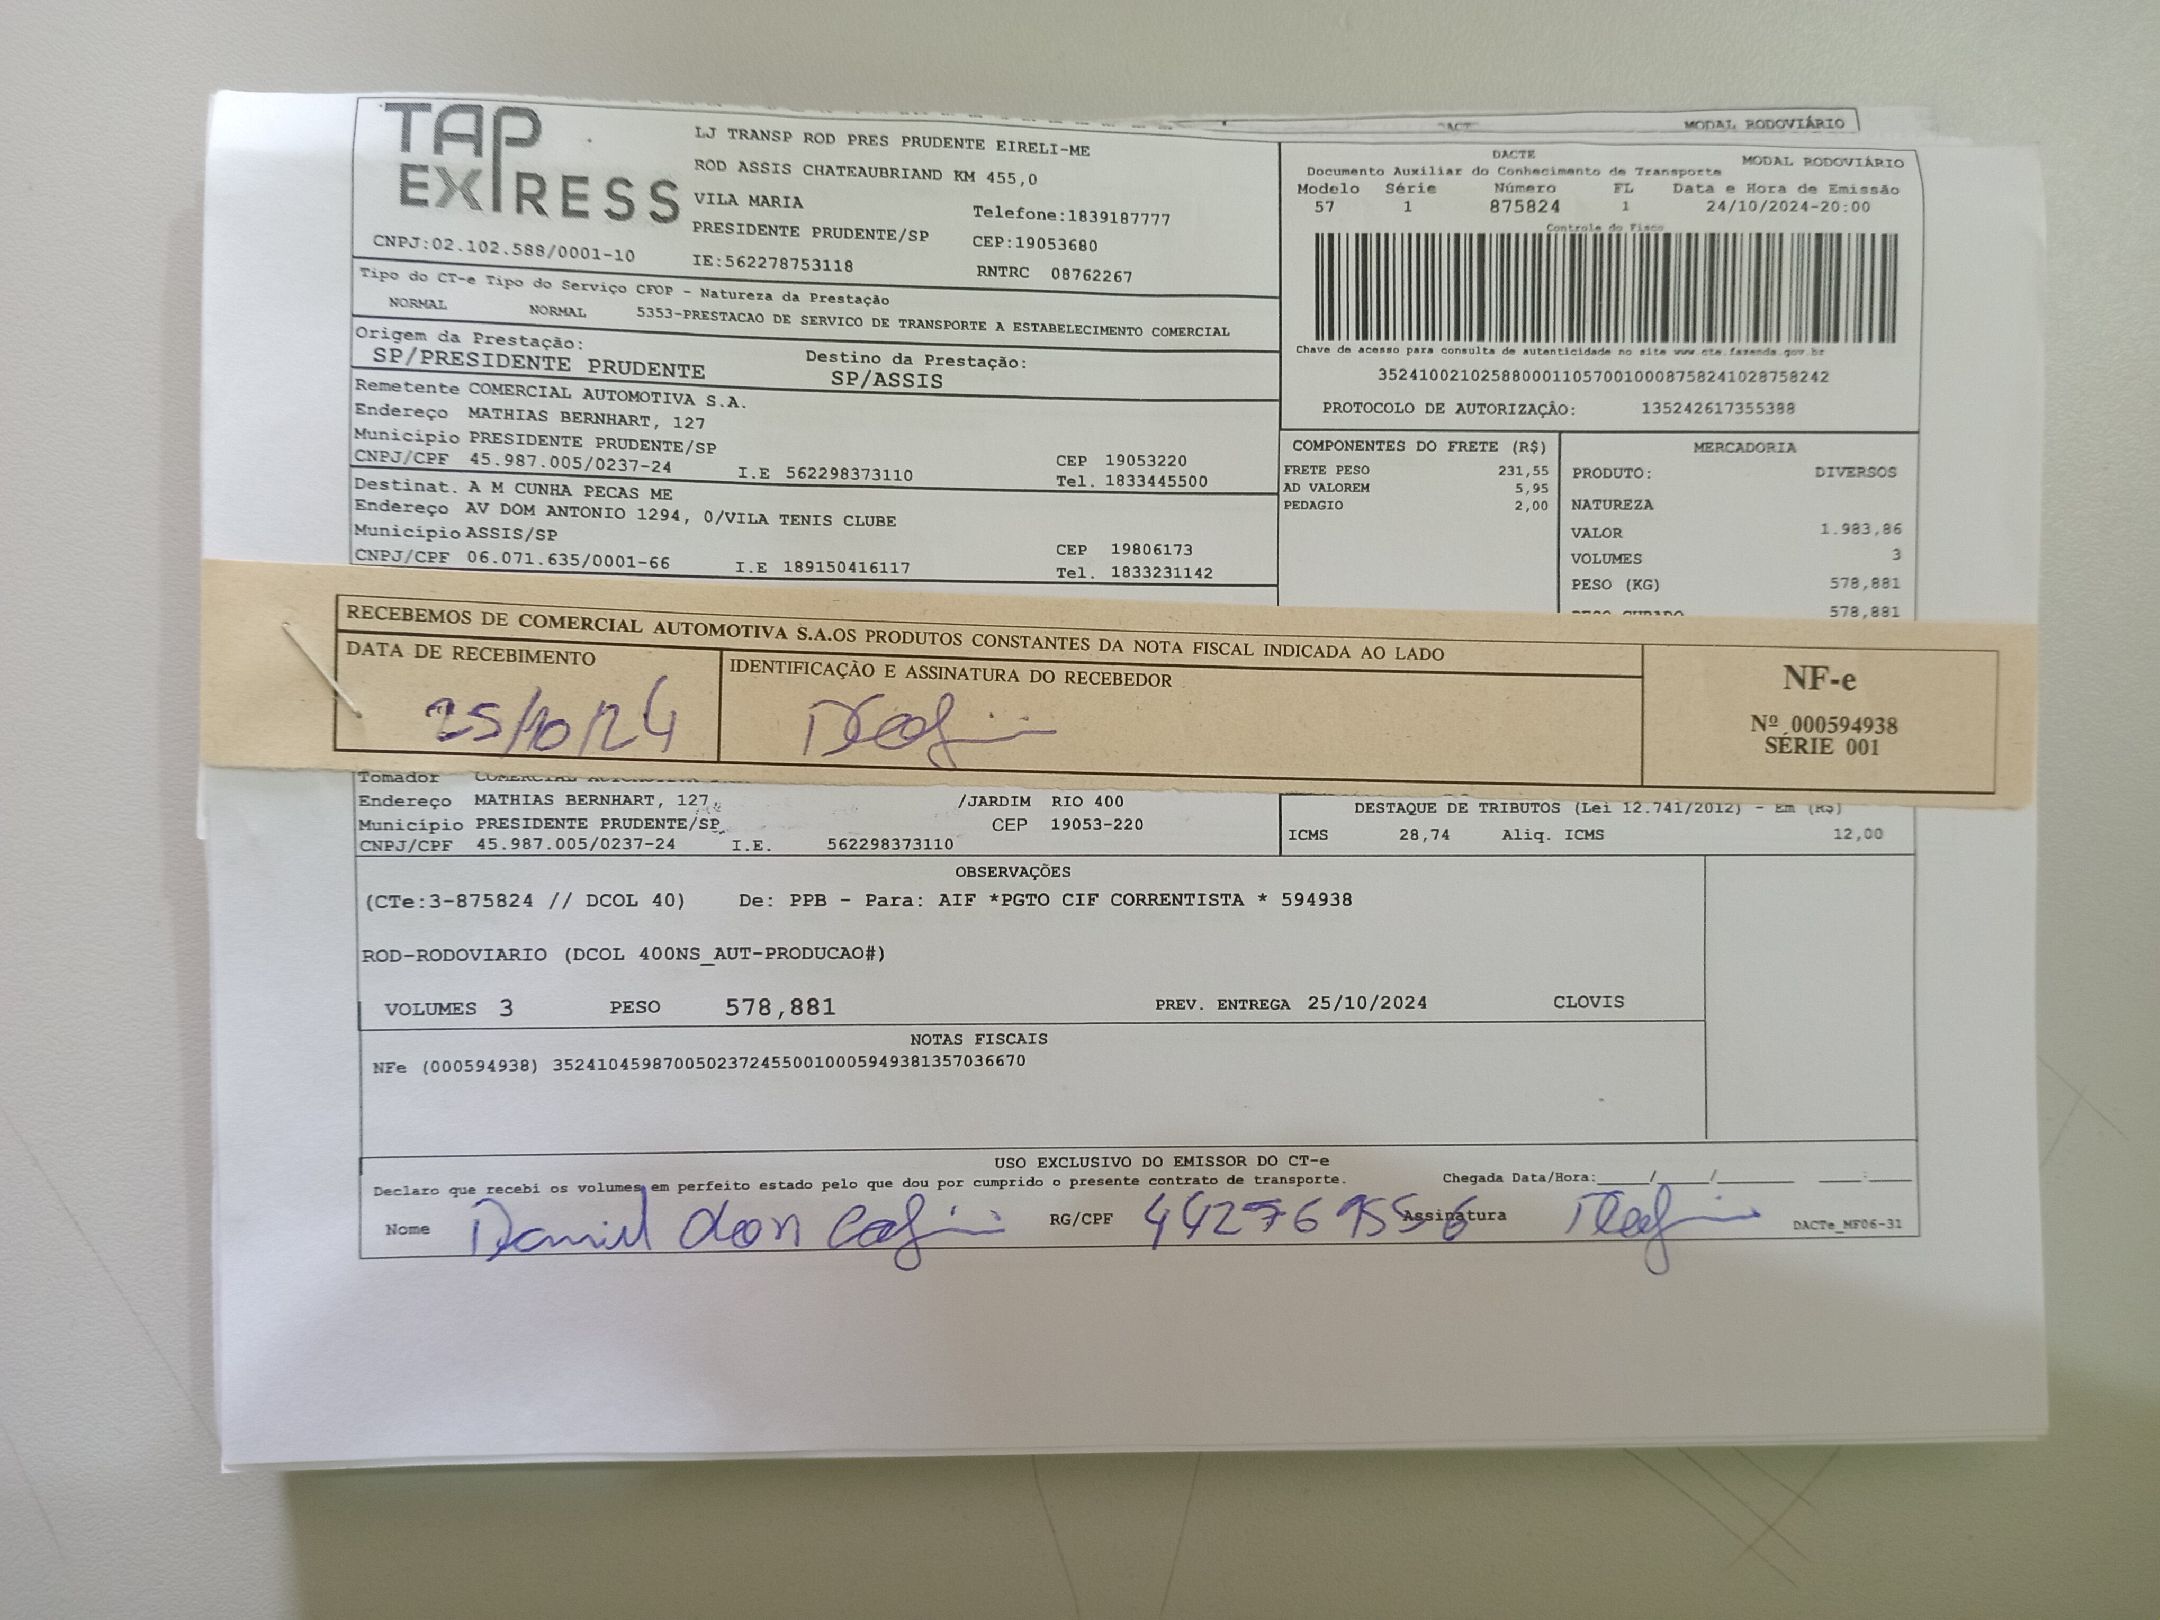 MODAL RODOVIÁRIO
TAP
EXPRESS
LJ TRANSP ROD PRES PRUDENTE EIRELI-ME
ROD ASSIS CHATEAUBRIAND KM 455,0
VILA MARIA
Telefone:1839187777
PRESIDENTE PRUDENTE/SP
CEP:19053680
CNPJ:02.102.588/0001-10
IE:562278753118
RNTRC 08762267
DACTE
MODAL RODOVIÁRIO
Documento Auxiliar do Conhecimento de Transporte
Modelo Série Número FL Data e Hora de Emissão
57 1 875824 1 24/10/2024-20:00
Controle do Fisco
Chave de acesso para consulta de autenticidade no site www.cte.fazenda.gov.br
35241002102588000110570010008758241028758242
PROTOCOLO DE AUTORIZAÇÃO: 135242617355388
Tipo do CT-e Tipo do Serviço CFOP - Natureza da Prestação
NORMAL NORMAL 5353-PRESTACAO DE SERVICO DE TRANSPORTE A ESTABELECIMENTO COMERCIAL
Origem da Prestação: Destino da Prestação:
SP/PRESIDENTE PRUDENTE SP/ASSIS
Remetente COMERCIAL AUTOMOTIVA S.A.
Endereço MATHIAS BERNHART, 127
Município PRESIDENTE PRUDENTE/SP CEP 19053220
CNPJ/CPF 45.987.005/0237-24 I.E 562298373110 Tel. 1833445500
Destinat. A M CUNHA PECAS ME
Endereço AV DOM ANTONIO 1294, 0/VILA TENIS CLUBE
Município ASSIS/SP CEP 19806173
CNPJ/CPF 06.071.635/0001-66 I.E 189150416117 Tel. 1833231142
COMPONENTES DO FRETE (R$)
FRETE PESO 231,55
AD VALOREM 5,95
PEDAGIO 2,00
MERCADORIA
PRODUTO: DIVERSOS
NATUREZA
VALOR 1.983,86
VOLUMES 3
PESO (KG) 578,881
578,881
RECEBEMOS DE COMERCIAL AUTOMOTIVA S.A.OS PRODUTOS CONSTANTES DA NOTA FISCAL INDICADA AO LADO
DATA DE RECEBIMENTO
25/10/24
IDENTIFICAÇÃO E ASSINATURA DO RECEBEDOR
NF-e
Nº 000594938
SÉRIE 001
Tomador COMERCIAL AUTOMOTIVA
Endereço MATHIAS BERNHART, 127, /JARDIM RIO 400
Município PRESIDENTE PRUDENTE/SP CEP 19053-220
CNPJ/CPF 45.987.005/0237-24 I.E. 562298373110
DESTAQUE DE TRIBUTOS (Lei 12.741/2012) - Em (R$)
ICMS 28,74 Aliq. ICMS 12,00
OBSERVAÇÕES
(CTe:3-875824 // DCOL 40) De: PPB - Para: AIF *PGTO CIF CORRENTISTA * 594938
ROD-RODOVIARIO (DCOL 400NS_AUT-PRODUCAO#)
VOLUMES 3 PESO 578,881 PREV. ENTREGA 25/10/2024 CLOVIS
NOTAS FISCAIS
NFe (000594938) 35241045987005023724550010005949381357036670
USO EXCLUSIVO DO EMISSOR DO CT-e
Declaro que recebi os volumes em perfeito estado pelo que dou por cumprido o presente contrato de transporte. Chegada Data/Hora:____/____/______ ___:___
Nome Daniel RG/CPF Assinatura DACTe_MF06-31